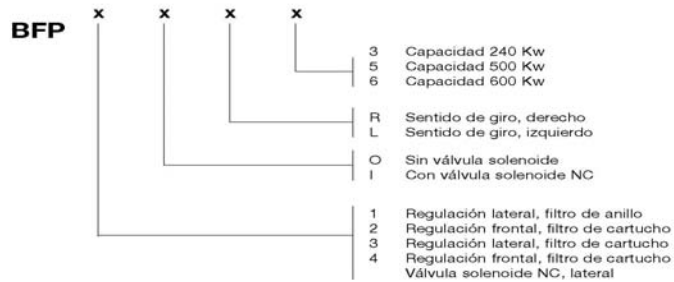 BFP x x x x
3 Capacidad 240 Kw
5 Capacidad 500 Kw
6 Capacidad 600 Kw
R Sentido de giro, derecho
L Sentido de giro, izquierdo
O Sin válvula solenoide
I Con válvula solenoide NC
1 Regulación lateral, filtro de anillo
2 Regulación frontal, filtro de cartucho
3 Regulación lateral, filtro de cartucho
4 Regulación frontal, filtro de cartucho
Válvula solenoide NC, lateral